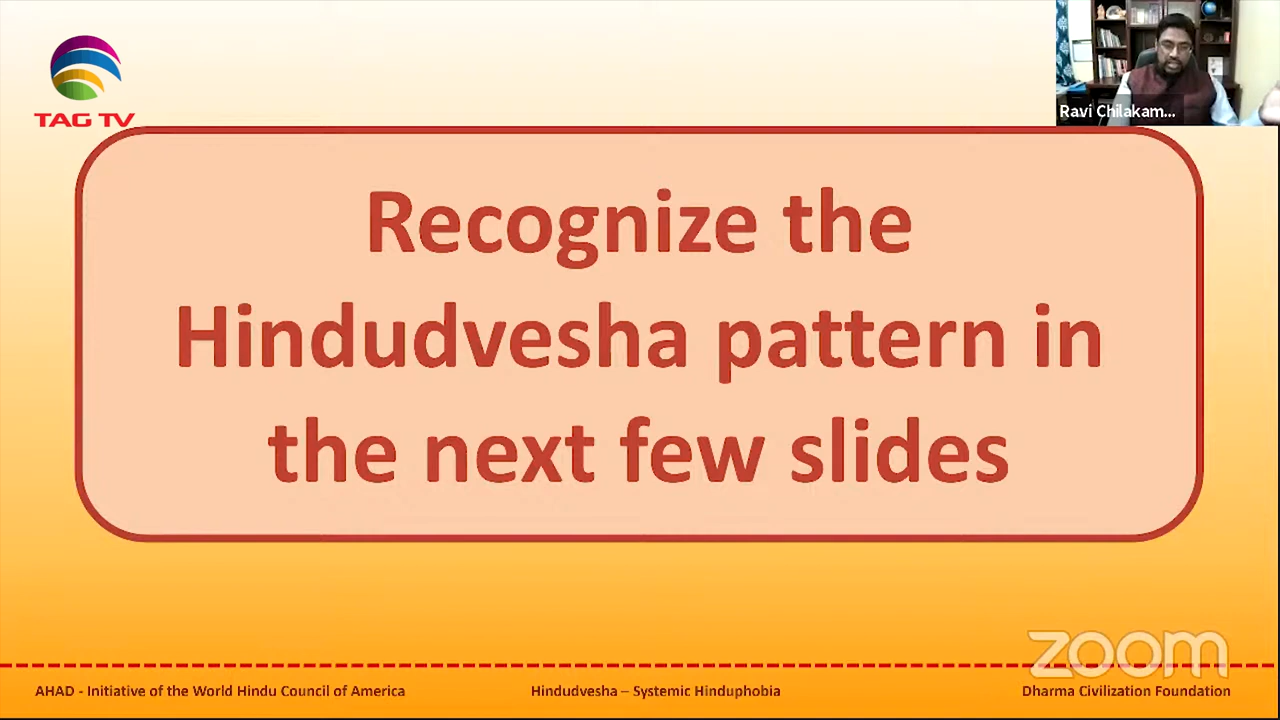 TAG TV
Ravi Chilakam...
Recognize the
Hindudvesha pattern in
the next few slides
zoom
AHAD - Initiative of the World Hindu Council of America
Hindudvesha – Systemic Hinduphobia
Dharma Civilization Foundation